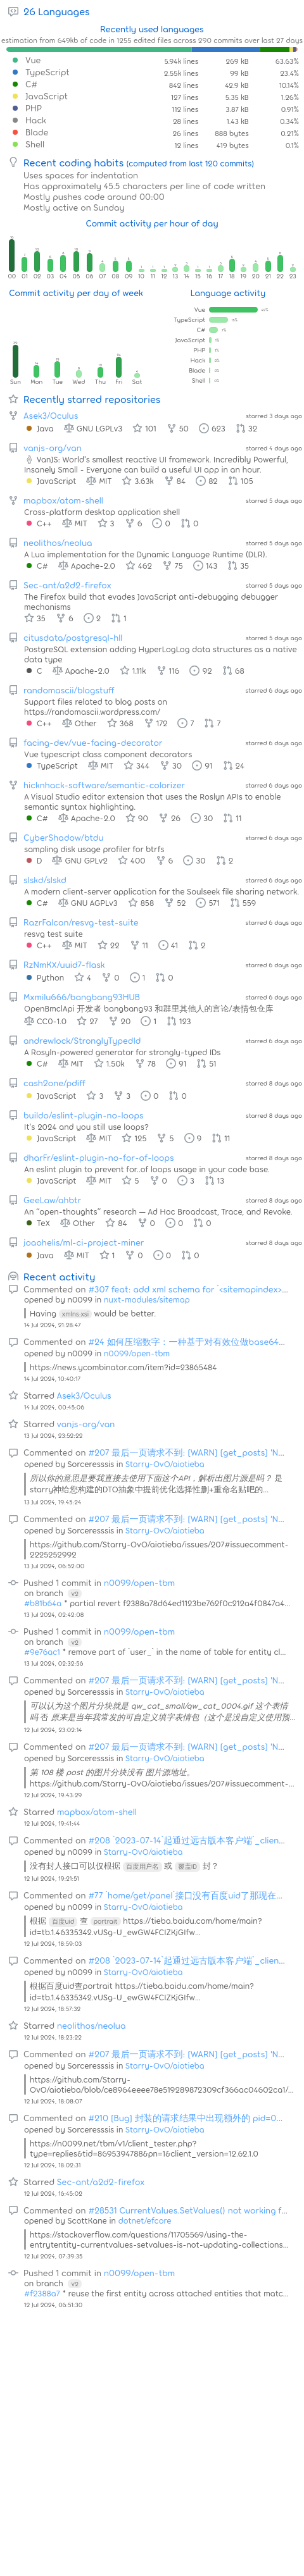 26 Languages
Recently used languages
estimation from 649kb of code in 1255 edited files across 290 commits over last 27 days
Vue 5.94k lines 269 kB 63.63%
TypeScript 2.55k lines 99 kB 23.4%
C# 842 lines 42.9 kB 10.14%
JavaScript 127 lines 5.35 kB 1.26%
PHP 112 lines 3.87 kB 0.91%
Hack 28 lines 1.43 kB 0.34%
Blade 26 lines 888 bytes 0.21%
Shell 12 lines 419 bytes 0.1%
Recent coding habits (computed from last 120 commits)
Uses spaces for indentation
Has approximately 45.5 characters per line of code written
Mostly pushes code around 00:00
Mostly active on Sunday
Commit activity per hour of day
00 01 02 03 04 05 06 07 08 09 10 11 12 13 14 15 16 17 18 19 20 21 22 23
Commit activity per day of week
Language activity
Vue
TypeScript
C#
JavaScript
PHP
Hack
Blade
Shell
Sun Mon Tue Wed Thu Fri Sat
Recently starred repositories
Asek3/Oculus starred 3 days ago
Java GNU LGPLv3 101 50 623 32
vanjs-org/van starred 4 days ago
🍦 VanJS: World's smallest reactive UI framework. Incredibly Powerful,
Insanely Small - Everyone can build a useful UI app in an hour.
JavaScript MIT 3.63k 84 82 105
mapbox/atom-shell starred 5 days ago
Cross-platform desktop application shell
C++ MIT 3 6 0 0
neolithos/neolua starred 5 days ago
A Lua implementation for the Dynamic Language Runtime (DLR).
C# Apache-2.0 462 75 143 35
Sec-ant/a2d2-firefox starred 5 days ago
The Firefox build that evades JavaScript anti-debugging debugger
mechanisms
35 6 2 1
citusdata/postgresql-hll starred 5 days ago
PostgreSQL extension adding HyperLogLog data structures as a native
data type
C Apache-2.0 1.11k 116 92 68
randomascii/blogstuff starred 6 days ago
Support files related to blog posts on
https://randomascii.wordpress.com/
C++ Other 368 172 7 7
facing-dev/vue-facing-decorator starred 6 days ago
Vue typescript class component decorators
TypeScript MIT 344 30 91 24
hicknhack-software/semantic-colorizer starred 6 days ago
A Visual Studio editor extension that uses the Roslyn APIs to enable
semantic syntax highlighting.
C# Apache-2.0 90 26 30 11
CyberShadow/btdu starred 6 days ago
sampling disk usage profiler for btrfs
D GNU GPLv2 400 6 30 2
slskd/slskd starred 6 days ago
A modern client-server application for the Soulseek file sharing network.
C# GNU AGPLv3 858 52 571 559
RazrFalcon/resvg-test-suite starred 6 days ago
resvg test suite
C++ MIT 22 11 41 2
RzNmKX/uuid7-flask starred 6 days ago
Python 4 0 1 0
Mxmilu666/bangbang93HUB starred 6 days ago
OpenBmclApi 开发者 bangbang93 和群里其他人的言论/表情包仓库
CC0-1.0 27 20 1 123
andrewlock/StronglyTypedId starred 6 days ago
A Rosyln-powered generator for strongly-typed IDs
C# MIT 1.50k 78 91 51
cash2one/pdiff starred 8 days ago
JavaScript 3 3 0 0
buildo/eslint-plugin-no-loops starred 8 days ago
It's 2024 and you still use loops?
JavaScript MIT 125 5 9 11
dharFr/eslint-plugin-no-for-of-loops starred 8 days ago
An eslint plugin to prevent for..of loops usage in your code base.
JavaScript MIT 5 0 3 13
GeeLaw/ahbtr starred 8 days ago
An “open-thoughts” research — Ad Hoc Broadcast, Trace, and Revoke.
TeX Other 84 0 0 0
joaohelis/ml-ci-project-miner starred 8 days ago
Java MIT 1 0 0 0
Recent activity
Commented on #307 feat: add xml schema for `<sitemapindex>...
opened by n0099 in nuxt-modules/sitemap
Having xmlns:xsi would be better.
14 Jul 2024, 21:28:47
Commented on #24 如何压缩数字：一种基于对有效位做base64...
opened by n0099 in n0099/open-tbm
https://news.ycombinator.com/item?id=23865484
14 Jul 2024, 10:40:17
Starred Asek3/Oculus
14 Jul 2024, 00:45:06
Starred vanjs-org/van
13 Jul 2024, 23:52:22
Commented on #207 最后一页请求不到: [WARN] [get_posts] 'N...
opened by Sorceresssis in Starry-OvO/aiotieba
所以你的意思是要我直接去使用下面这个API，解析出图片源是吗？ 是
starry神给您构建的DTO抽象中提前优化选择性删+重命名贴吧的...
13 Jul 2024, 19:45:24
Commented on #207 最后一页请求不到: [WARN] [get_posts] 'N...
opened by Sorceresssis in Starry-OvO/aiotieba
https://github.com/Starry-OvO/aiotieba/issues/207#issuecomment-
2225252992
13 Jul 2024, 06:52:00
Pushed 1 commit in n0099/open-tbm
on branch v2
#b81b64a * partial revert f2388a78d64ed1123be762f0c212a4f0847a4...
13 Jul 2024, 02:42:08
Pushed 1 commit in n0099/open-tbm
on branch v2
#9e76ac1 * remove part of `user_` in the name of table for entity cl...
13 Jul 2024, 02:32:56
Commented on #207 最后一页请求不到: [WARN] [get_posts] 'N...
opened by Sorceresssis in Starry-OvO/aiotieba
可以认为这个图片分块就是 qw_cat_small/qw_cat_0004.gif 这个表情
吗 否 原来是当年我常发的可自定义填字表情包（这个是没自定义使用预...
12 Jul 2024, 23:02:14
Commented on #207 最后一页请求不到: [WARN] [get_posts] 'N...
opened by Sorceresssis in Starry-OvO/aiotieba
第 108 楼 post 的图片分块没有 图片源地址。
https://github.com/Starry-OvO/aiotieba/issues/207#issuecomment-...
12 Jul 2024, 19:43:29
Starred mapbox/atom-shell
12 Jul 2024, 19:41:44
Commented on #208 `2023-07-14`起通过远古版本客户端`_clien...
opened by n0099 in Starry-OvO/aiotieba
没有封人接口可以仅根据 百度用户名 或 覆盖ID 封？
12 Jul 2024, 19:21:51
Commented on #77 `home/get/panel`接口没有百度uid了那现在...
opened by n0099 in Starry-OvO/aiotieba
根据 百度uid 查 portrait https://tieba.baidu.com/home/main?
id=tb.1.46335342.vUSg-U_ewGW4FCIZKjGIfw...
12 Jul 2024, 18:59:03
Commented on #208 `2023-07-14`起通过远古版本客户端`_clien...
opened by n0099 in Starry-OvO/aiotieba
根据百度uid查portrait https://tieba.baidu.com/home/main?
id=tb.1.46335342.vUSg-U_ewGW4FCIZKjGIfw...
12 Jul 2024, 18:57:32
Starred neolithos/neolua
12 Jul 2024, 18:23:22
Commented on #207 最后一页请求不到: [WARN] [get_posts] 'N...
opened by Sorceresssis in Starry-OvO/aiotieba
https://github.com/Starry-
OvO/aiotieba/blob/ce8964eeee78e519289872309cf366ac04602ca1/...
12 Jul 2024, 18:08:07
Commented on #210 [Bug] 封装的请求结果中出现额外的 pid=0...
opened by Sorceresssis in Starry-OvO/aiotieba
https://n0099.net/tbm/v1/client_tester.php?
type=replies&tid=8695394788&pn=16client_version=12.62.1.0
12 Jul 2024, 18:02:31
Starred Sec-ant/a2d2-firefox
12 Jul 2024, 16:45:02
Commented on #28531 CurrentValues.SetValues() not working f...
opened by ScottKane in dotnet/efcore
https://stackoverflow.com/questions/11705569/using-the-
entrytentity-currentvalues-setvalues-is-not-updating-collections...
12 Jul 2024, 07:39:35
Pushed 1 commit in n0099/open-tbm
on branch v2
#f2388a7 * reuse the first entity across attached entities that matc...
12 Jul 2024, 06:51:30